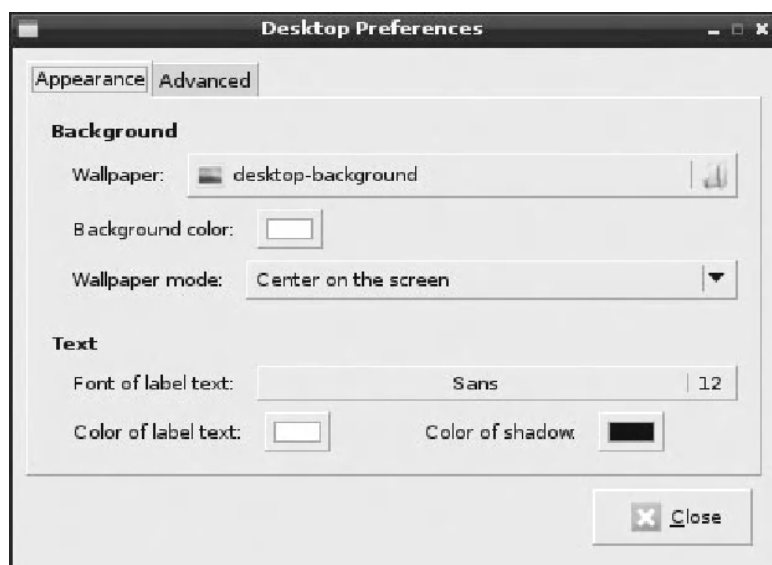 Desktop Preferences
Appearance Advanced
Background
Wallpaper: desktop-background
Background color:
Wallpaper mode: Center on the screen
Text
Font of label text: Sans 12
Color of label text: Color of shadow:
Close